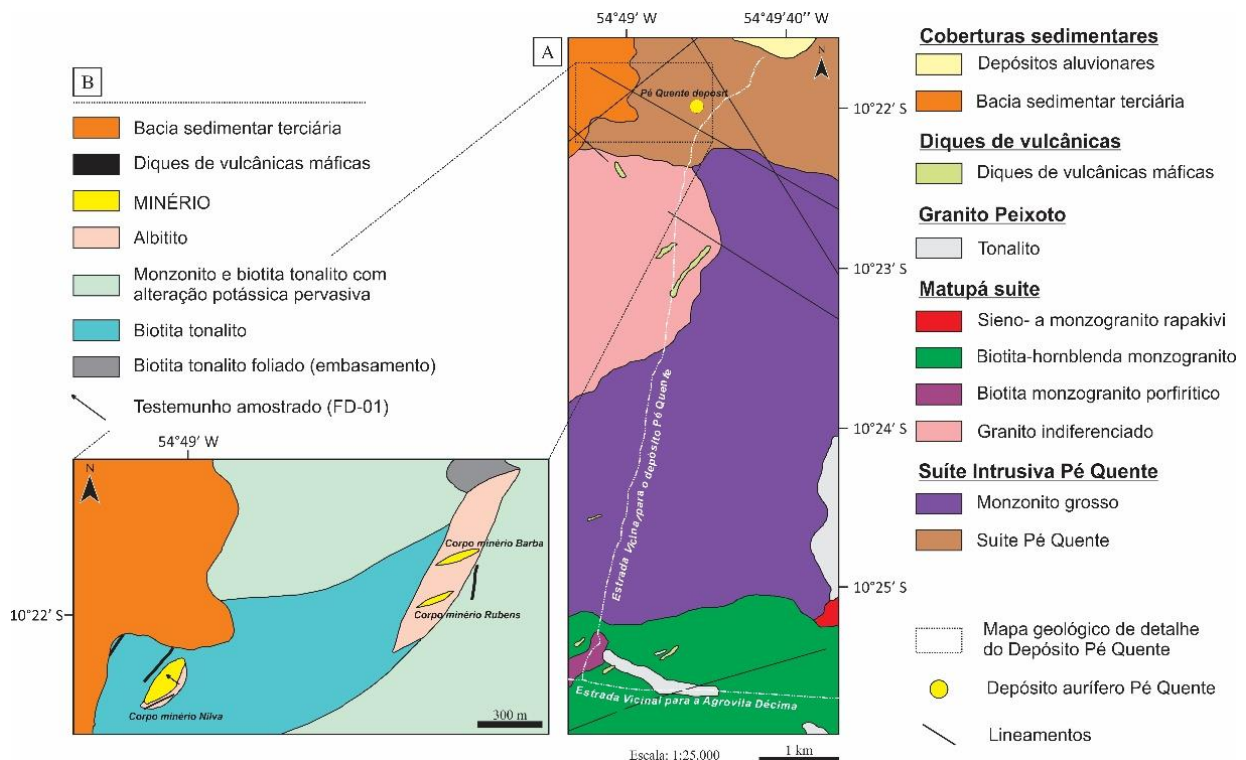 B
Bacia sedimentar terciária
Diques de vulcânicas máficas
MINÉRIO
Albitito
Monzonito e biotita tonalito com
alteração potássica pervasiva
Biotita tonalito
Biotita tonalito foliado (embasamento)
Testemunho amostrado (FD-01)
54°49' W
N
10°22' S
Corpo minério Barba
Corpo minério Rubens
Corpo minério Nilva
300 m
54°49' W
54°49'40'' W
A
N
Pé Quente deposit
10°22' S
10°23' S
10°24' S
10°25' S
Estrada Vicinal para o depósito Pé Quente
Estrada Vicinal para a Agrovila Décima
Escala: 1:25.000
1 km
Coberturas sedimentares
Depósitos aluvionares
Bacia sedimentar terciária
Diques de vulcânicas
Diques de vulcânicas máficas
Granito Peixoto
Tonalito
Matupá suite
Sieno- a monzogranito rapakivi
Biotita-hornblenda monzogranito
Biotita monzogranito porfirítico
Granito indiferenciado
Suíte Intrusiva Pé Quente
Monzonito grosso
Suíte Pé Quente
Mapa geológico de detalhe
do Depósito Pé Quente
Depósito aurífero Pé Quente
Lineamentos